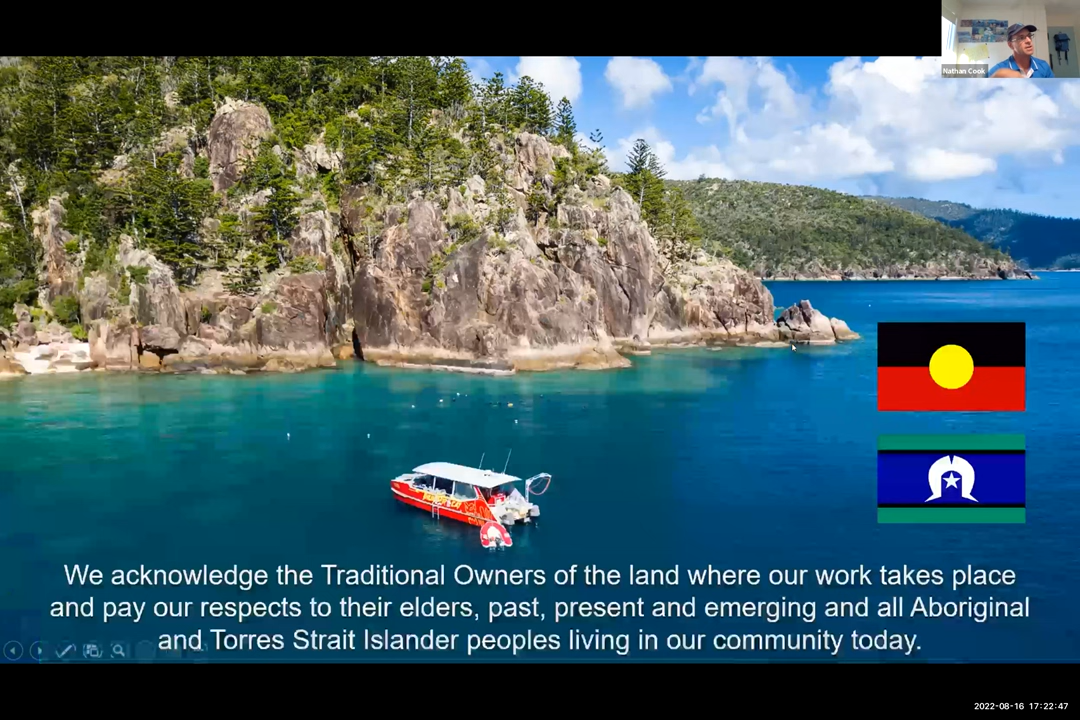 Nathan Cook
We acknowledge the Traditional Owners of the land where our work takes place
and pay our respects to their elders, past, present and emerging and all Aboriginal
and Torres Strait Islander peoples living in our community today.
2022-08-16 17:22:47